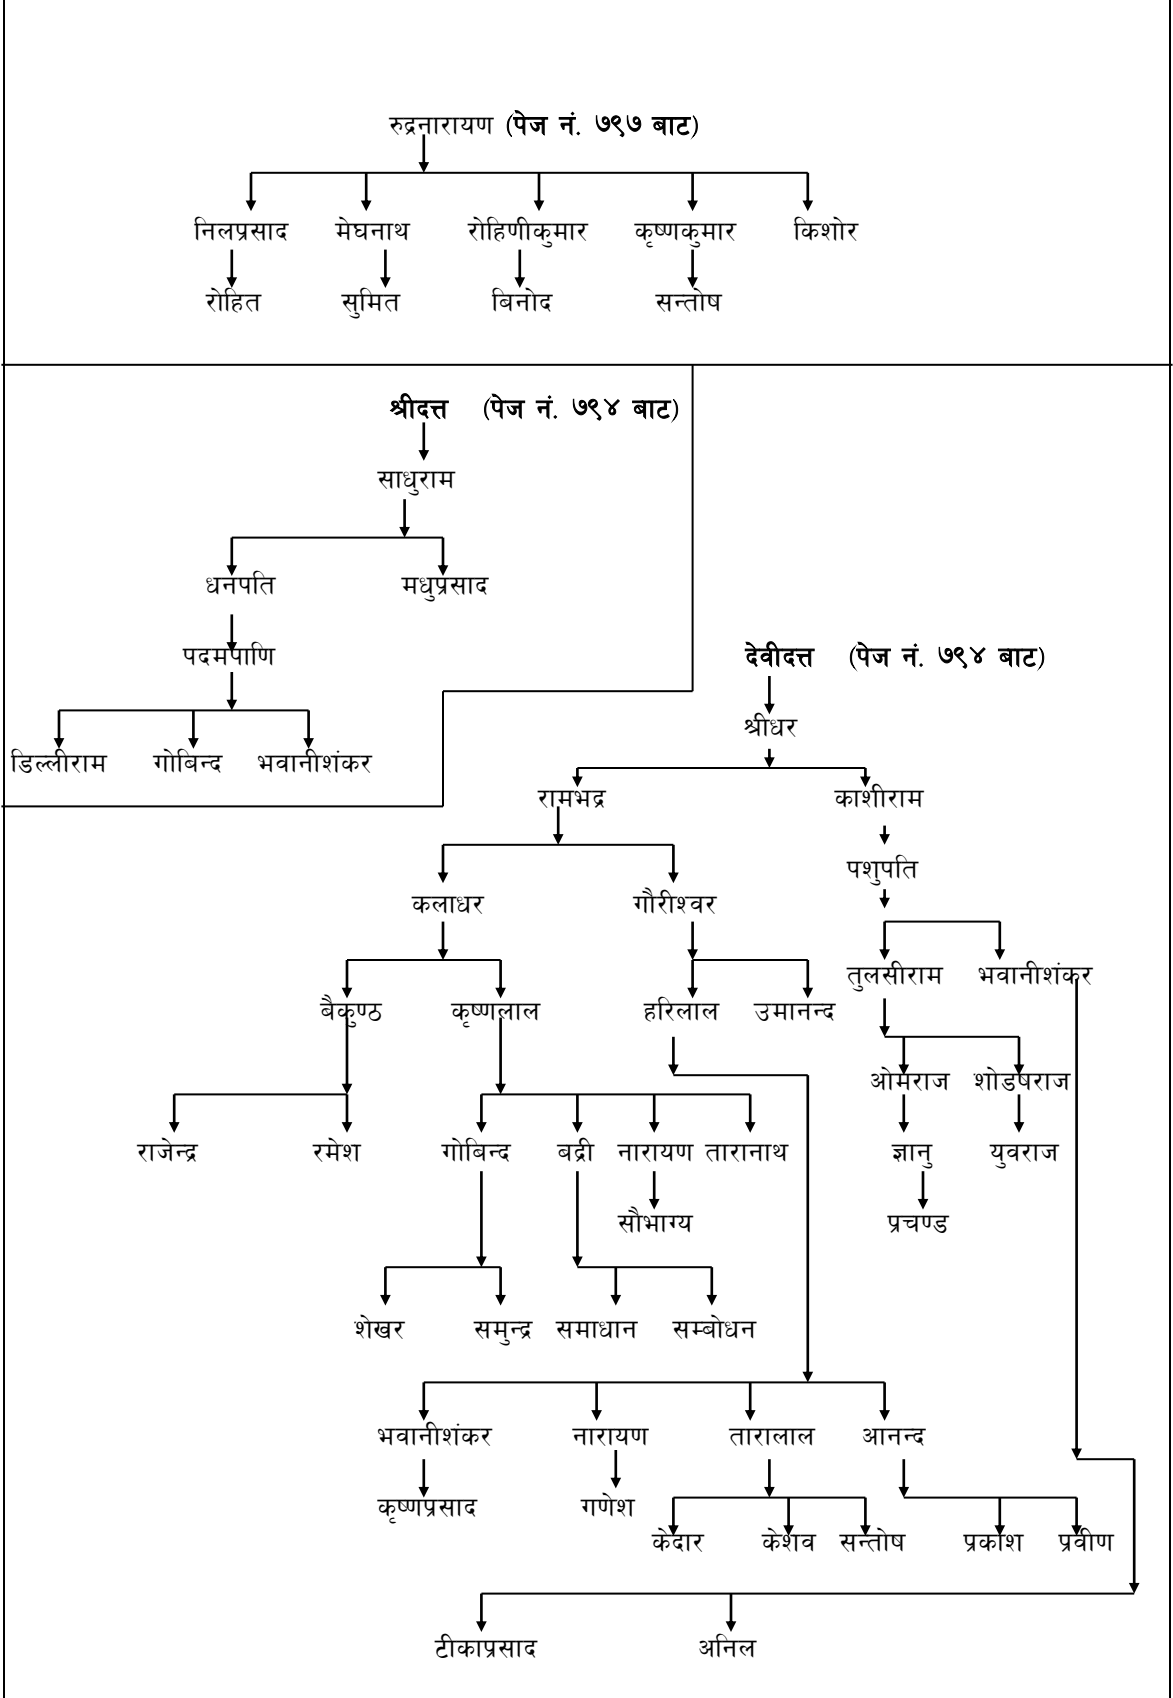 रुद्रनारायण (पेज नं. ७९७ बाट)
निलप्रसाद मेघनाथ रोहिणीकुमार कृष्णकुमार किशोर
रोहित सुमित बिनोद सन्तोष
श्रीदत्त (पेज नं. ७९४ बाट)
साधुराम
धनपति मधुप्रसाद
पदमपाणि
डिल्लीराम गोबिन्द भवानीशंकर
देवीदत्त (पेज नं. ७९४ बाट)
श्रीधर
रामभद्र काशीराम
पशुपति
कलाधर गौरीश्वर
तुलसीराम भवानीशंकर
बैकुण्ठ कृष्णलाल हरिलाल उमानन्द
ओमराज शोडषराज
राजेन्द्र रमेश गोबिन्द बद्री नारायण तारानाथ ज्ञानु युवराज
सौभाग्य प्रचण्ड
शेखर समुन्द्र समाधान सम्बोधन
भवानीशंकर नारायण तारालाल आनन्द
कृष्णप्रसाद गणेश
केदार केशव सन्तोष प्रकाश प्रवीण
टीकाप्रसाद अनिल